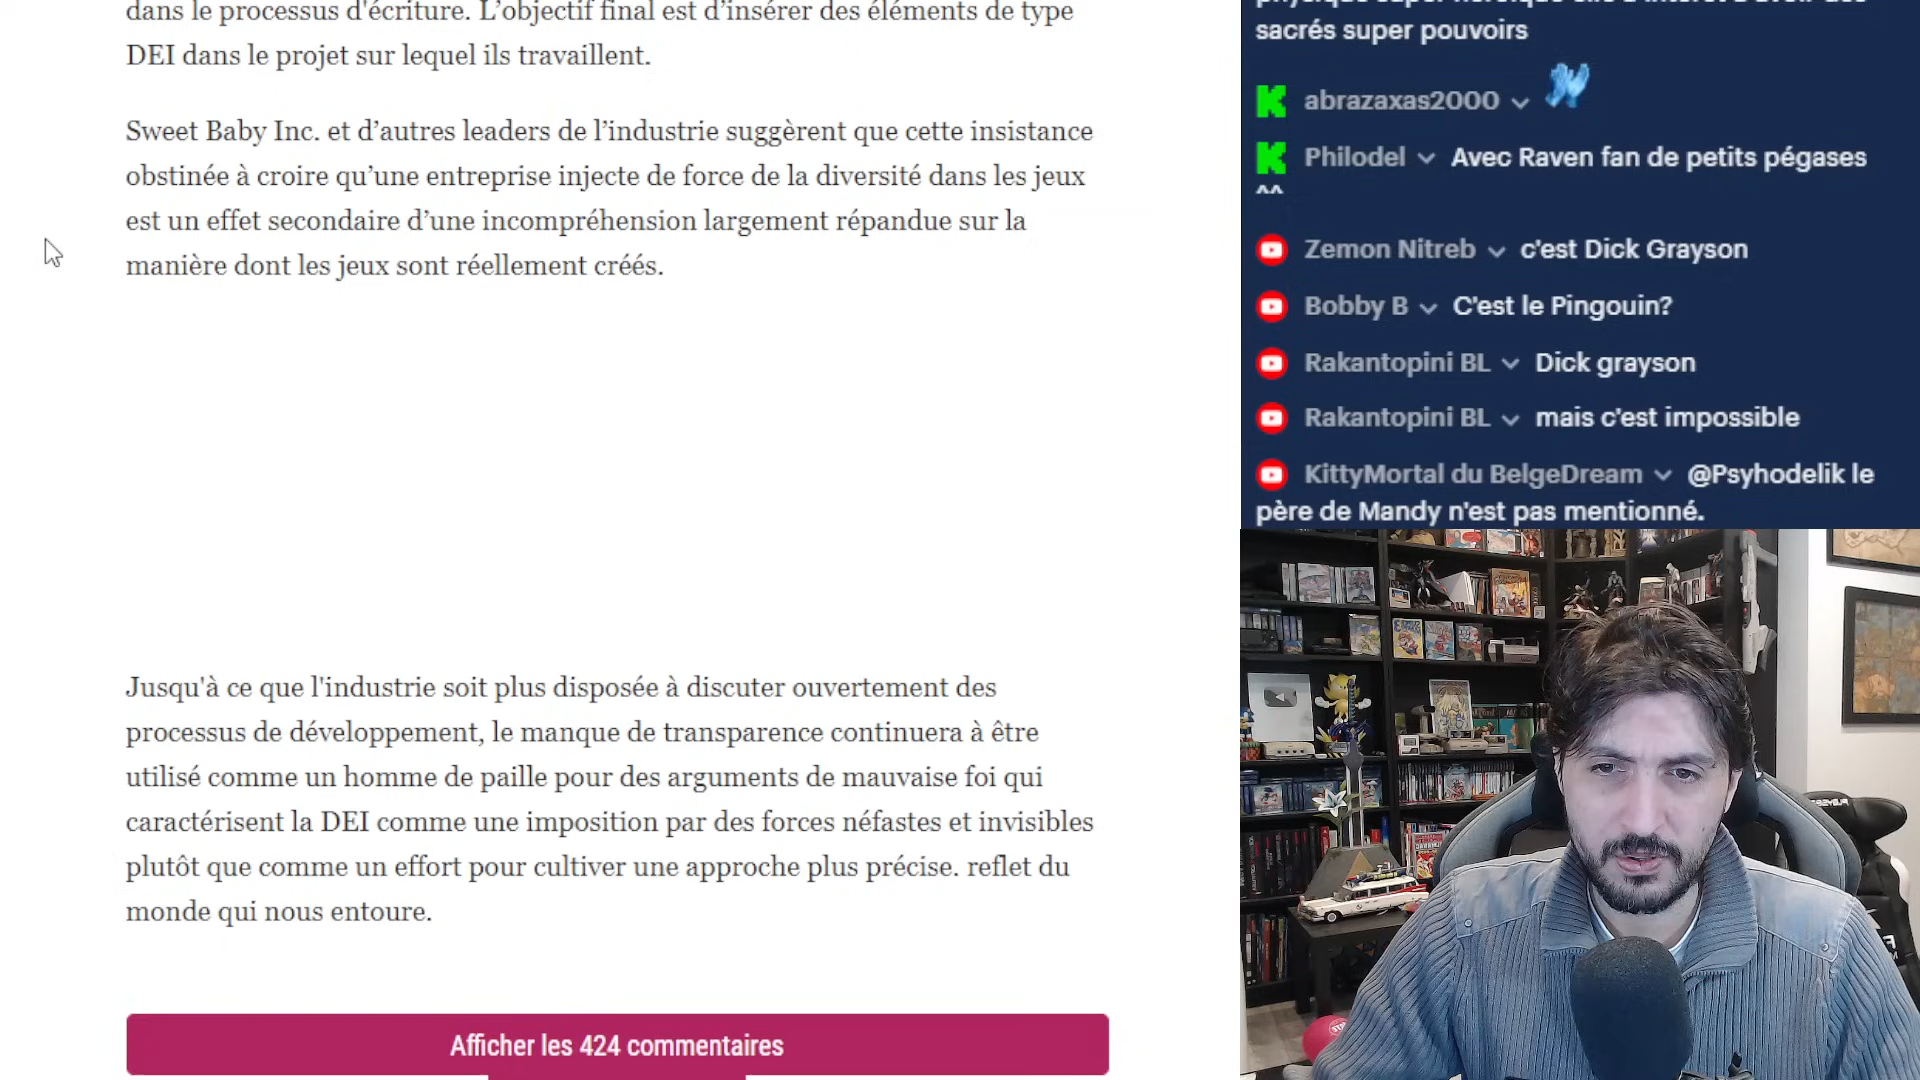 dans le processus d'écriture. L’objectif final est d’insérer des éléments de type
DEI dans le projet sur lequel ils travaillent.
Sweet Baby Inc. et d’autres leaders de l’industrie suggèrent que cette insistance
obstinée à croire qu’une entreprise injecte de force de la diversité dans les jeux
est un effet secondaire d’une incompréhension largement répandue sur la
manière dont les jeux sont réellement créés.
Jusqu'à ce que l'industrie soit plus disposée à discuter ouvertement des
processus de développement, le manque de transparence continuera à être
utilisé comme un homme de paille pour des arguments de mauvaise foi qui
caractérisent la DEI comme une imposition par des forces néfastes et invisibles
plutôt que comme un effort pour cultiver une approche plus précise. reflet du
monde qui nous entoure.
Afficher les 424 commentaires
sacrés super pouvoirs
abrazaxas2000
Philodel Avec Raven fan de petits pégases
^^
Zemon Nitreb c'est Dick Grayson
Bobby B C'est le Pingouin?
Rakantopini BL Dick grayson
Rakantopini BL mais c'est impossible
KittyMortal du BelgeDream @Psyhodelik le
père de Mandy n'est pas mentionné.